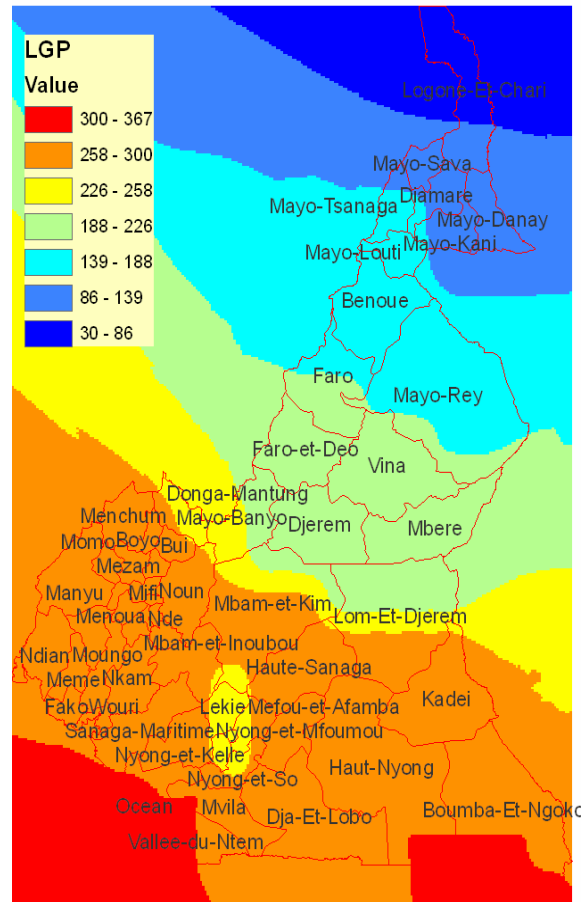 LGP
Value
300 - 367
258 - 300
226 - 258
188 - 226
139 - 188
86 - 139
30 - 86
Logone-Et-Chari
Mayo-Sava
Diamare
Mayo-Tsanaga
Mayo-Danay
Mayo-Kani
Mayo-Louti
Benoue
Faro
Mayo-Rey
Faro-et-Deo
Vina
Donga-Mantung
Menchum
Mayo-Banyo
Djerem
Mbere
Momo
Boyo
Bui
Mezam
Manyu
Mifi
Noun
Mbam-et-Kim
Menoua
Nde
Lom-Et-Djerem
Mbam-et-Inoubou
Ndian
Moungo
Haute-Sanaga
Meme
Nkam
Kadei
Fako
Wouri
Lekie
Mefou-et-Afamba
Sanaga-Maritime
Nyong-et-Mfoumou
Nyong-et-Kelle
Haut-Nyong
Nyong-et-So
Ocean
Mvila
Dja-Et-Lobo
Boumba-Et-Ngoko
Vallee-du-Ntem